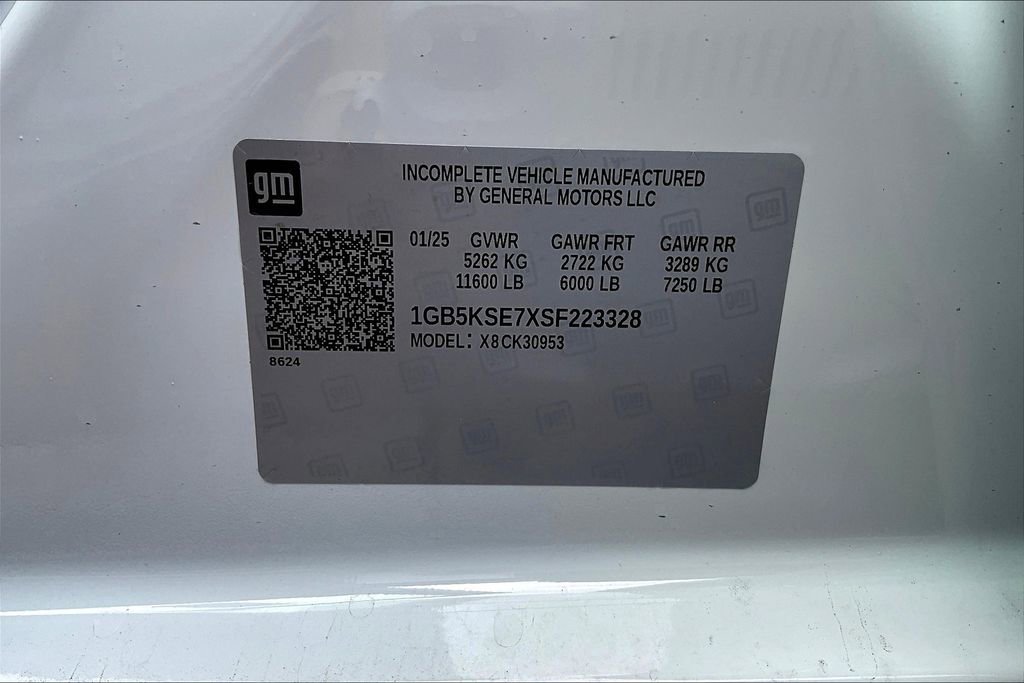 gm
INCOMPLETE VEHICLE MANUFACTURED
BY GENERAL MOTORS LLC
01/25 GVWR GAWR FRT GAWR RR
5262 KG 2722 KG 3289 KG
11600 LB 6000 LB 7250 LB
1GB5KSE7XSF223328
MODEL: X8CK30953
8624